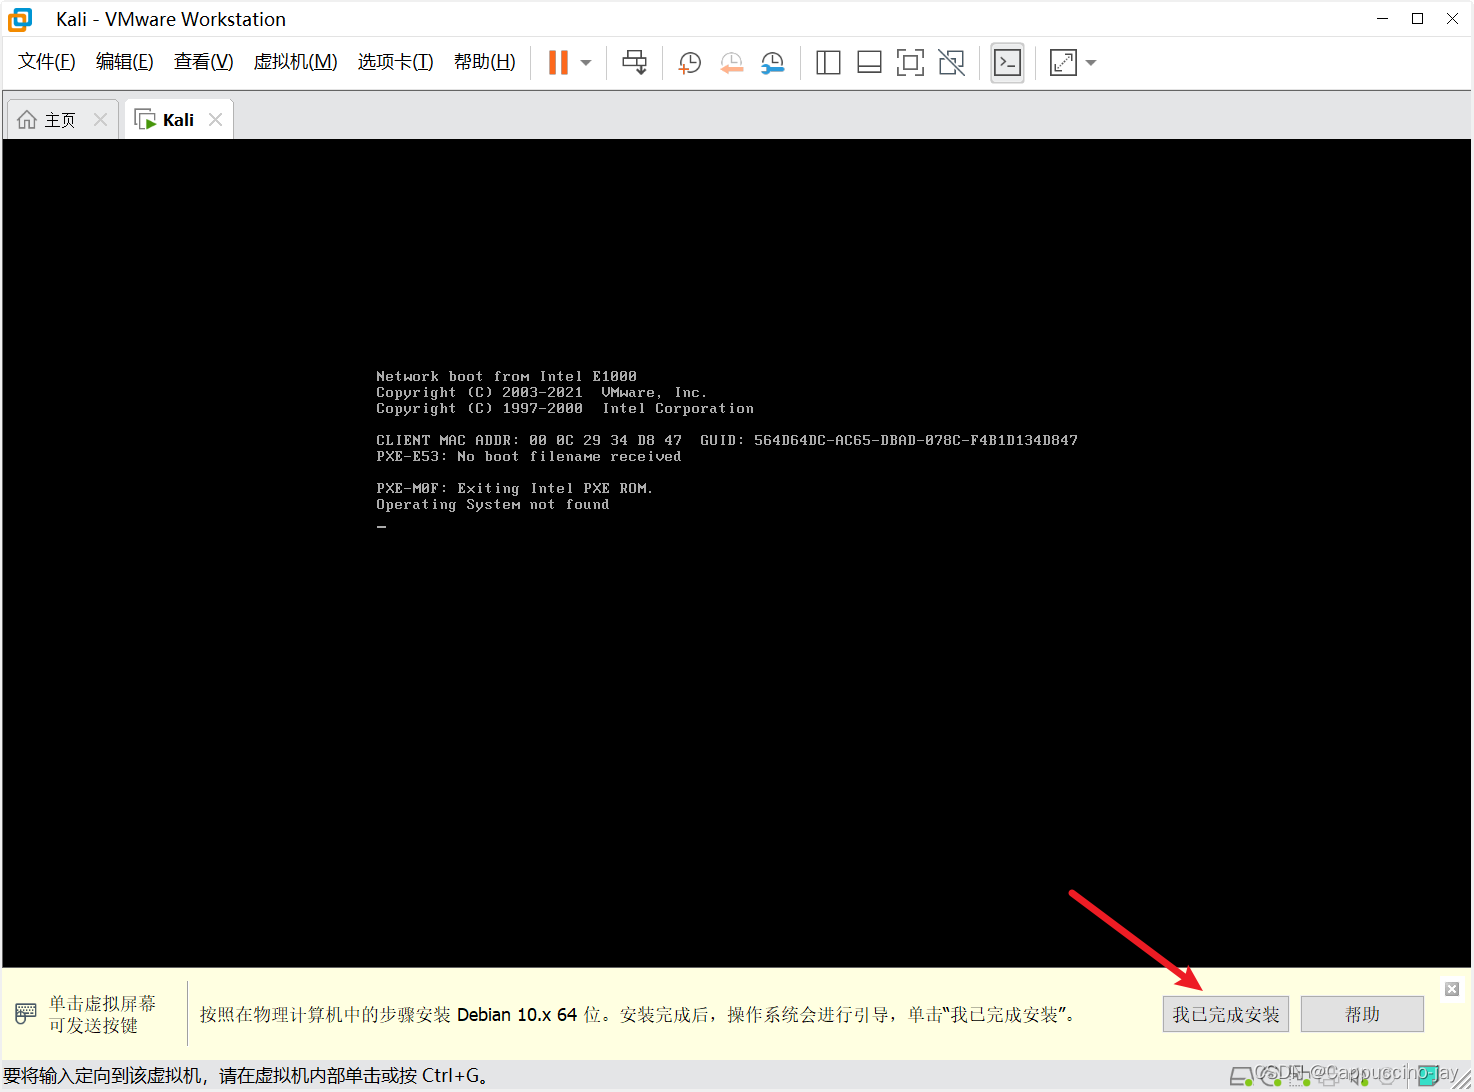 Kali - VMware Workstation
文件(F) 编辑(E) 查看(V) 虚拟机(M) 选项卡(T) 帮助(H)
主页 Kali
Network boot from Intel E1000
Copyright (C) 2003-2021  VMware, Inc.
Copyright (C) 1997-2000  Intel Corporation
CLIENT MAC ADDR: 00 0C 29 34 D8 47  GUID: 564D64DC-AC65-DBAD-078C-F4B1D134D847
PXE-E53: No boot filename received
PXE-M0F: Exiting Intel PXE ROM.
Operating System not found
单击虚拟屏幕
可发送按键
按照在物理计算机中的步骤安装 Debian 10.x 64 位。安装完成后，操作系统会进行引导，单击“我已完成安装”。
我已完成安装 帮助
要将输入定向到该虚拟机，请在虚拟机内部单击或按 Ctrl+G。
CSDN @Cappuccino-jay